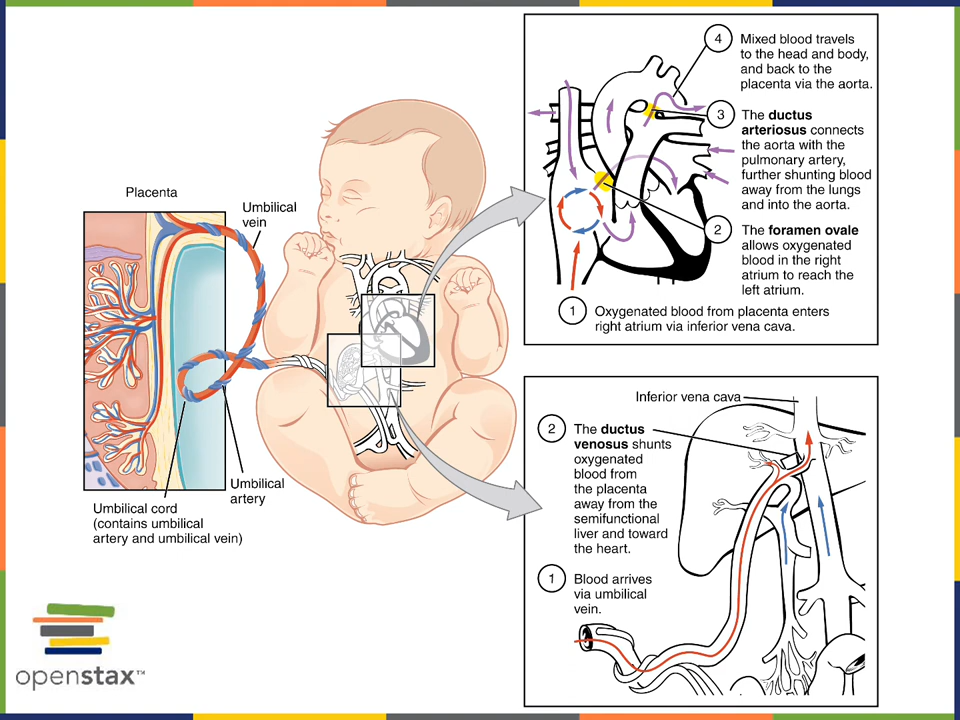 Placenta
Umbilical
vein
Umbilical
artery
Umbilical cord
(contains umbilical
artery and umbilical vein)
4
Mixed blood travels
to the head and body,
and back to the
placenta via the aorta.
3
The ductus
arteriosus connects
the aorta with the
pulmonary artery,
further shunting blood
away from the lungs
and into the aorta.
2
The foramen ovale
allows oxygenated
blood in the right
atrium to reach the
left atrium.
1
Oxygenated blood from placenta enters
right atrium via inferior vena cava.
Inferior vena cava
2
The ductus
venosus shunts
oxygenated
blood from
the placenta
away from the
semifunctional
liver and toward
the heart.
1
Blood arrives
via umbilical
vein.
openstax™